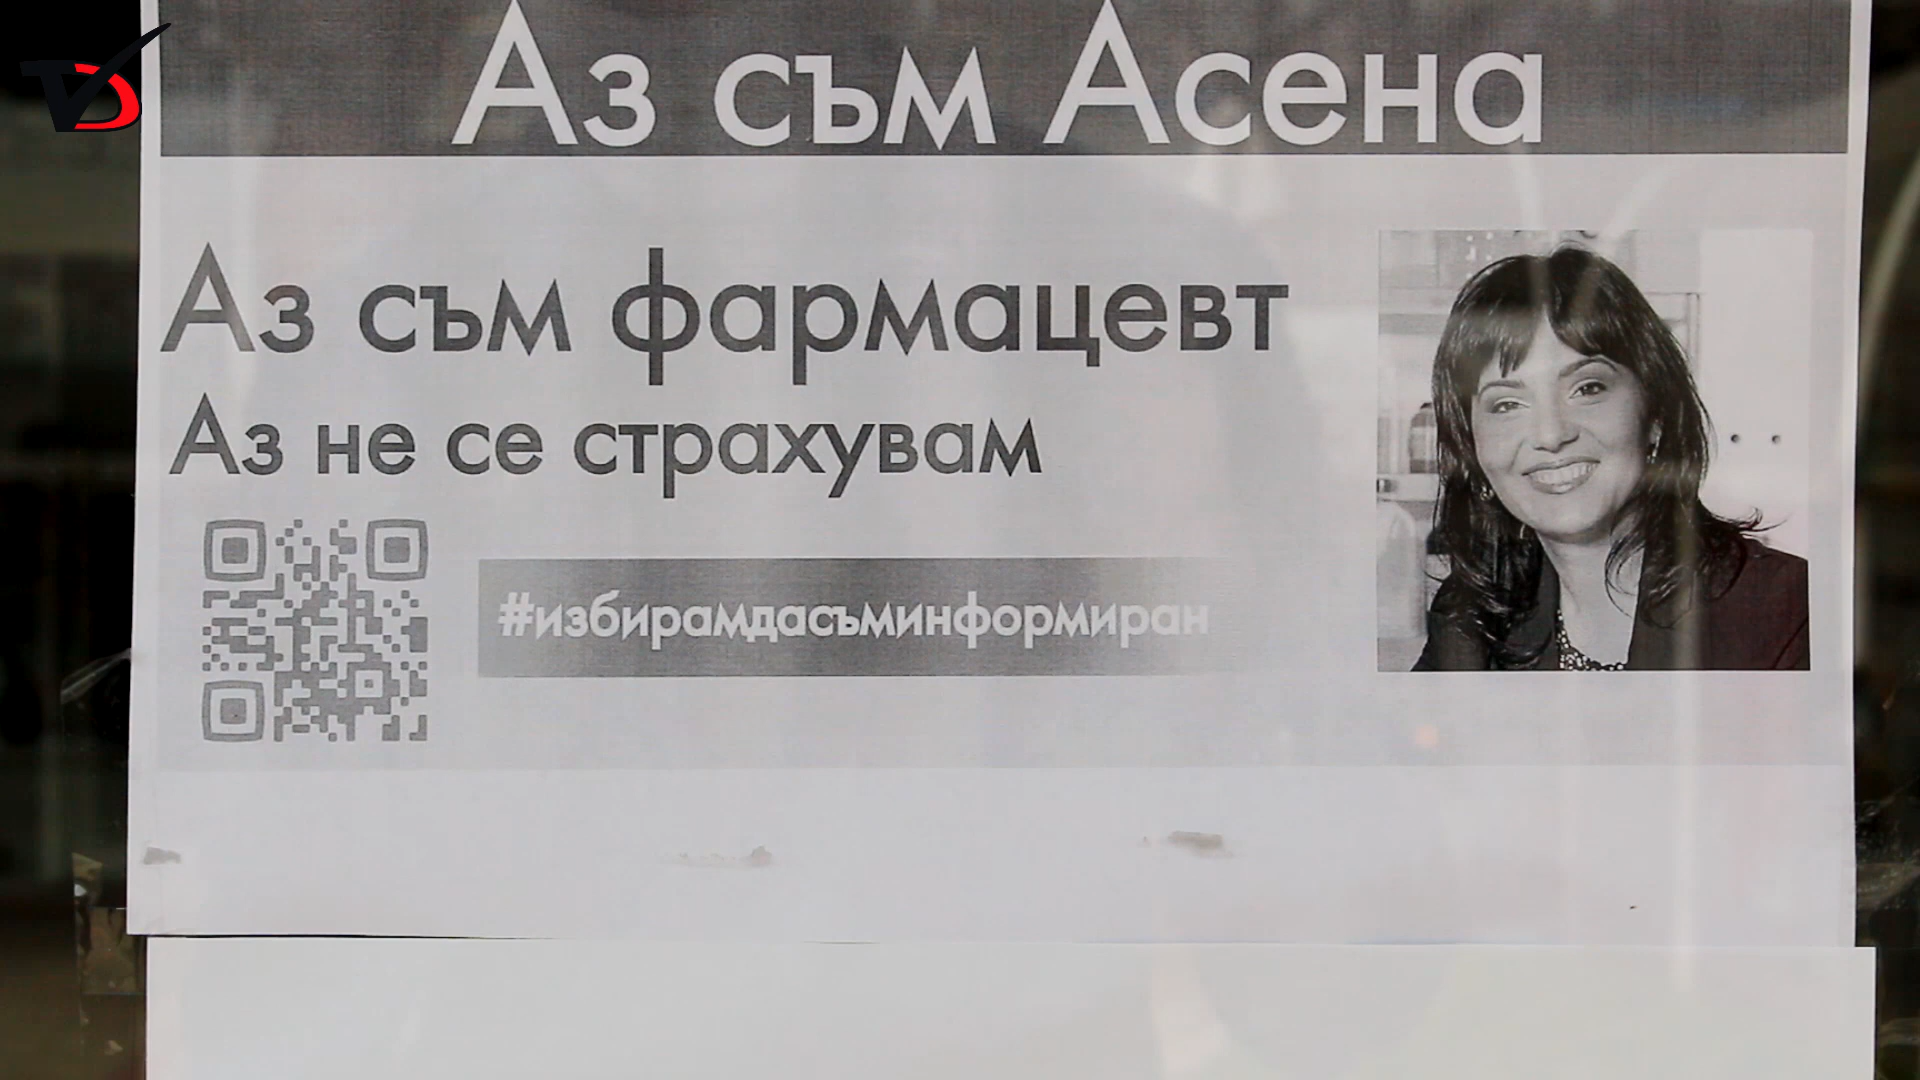 Аз съм Асена
Аз съм фармацевт
Аз не се страхувам
#избирамдасъминформиран